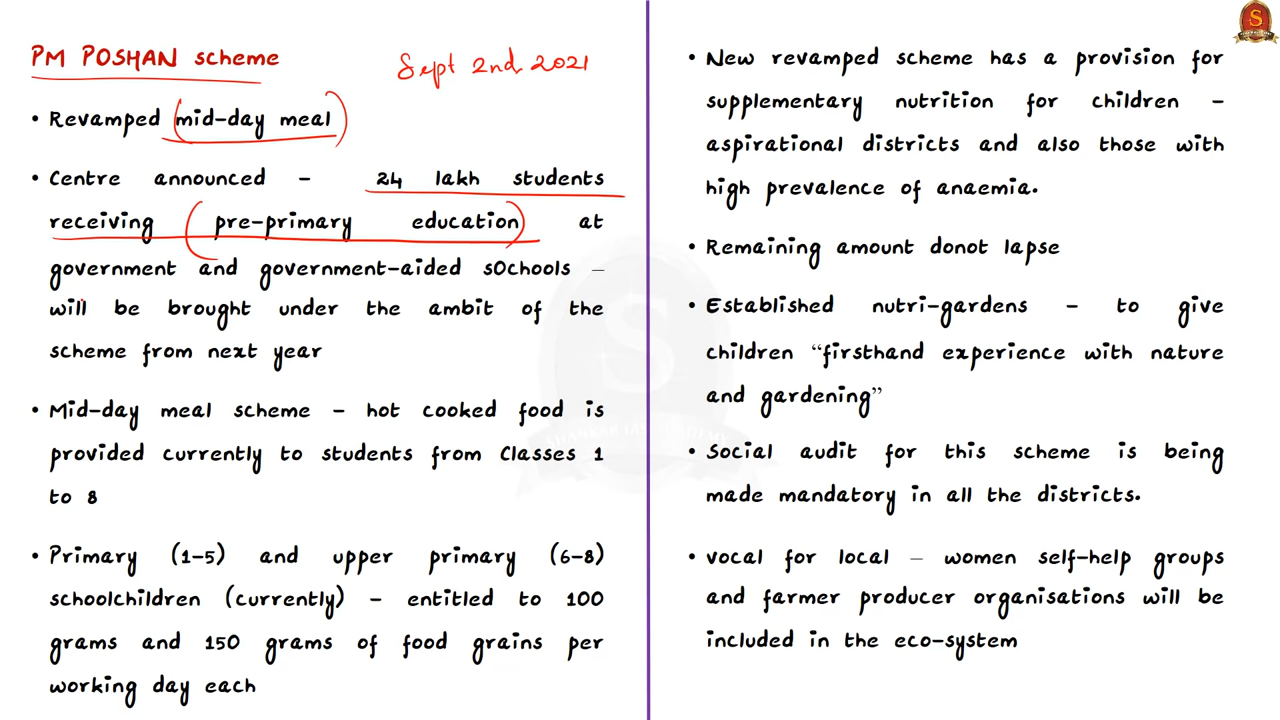 PM POSHAN scheme
Sept 2nd 2021
• Revamped mid-day meal
• Centre announced - 24 lakh students
receiving pre-primary education at
government and government-aided sOchools –
will be brought under the ambit of the
scheme from next year
• Mid-day meal scheme - hot cooked food is
provided currently to students from Classes 1
to 8
• Primary (1-5) and upper primary (6-8)
schoolchildren (currently) - entitled to 100
grams and 150 grams of food grains per
working day each
• New revamped scheme has a provision for
supplementary nutrition for children -
aspirational districts and also those with
high prevalence of anaemia.
• Remaining amount donot lapse
• Established nutri-gardens - to give
children “firsthand experience with nature
and gardening”
• Social audit for this scheme is being
made mandatory in all the districts.
• vocal for local – women self-help groups
and farmer producer organisations will be
included in the eco-system
S
SHANKAR IAS ACADEMY